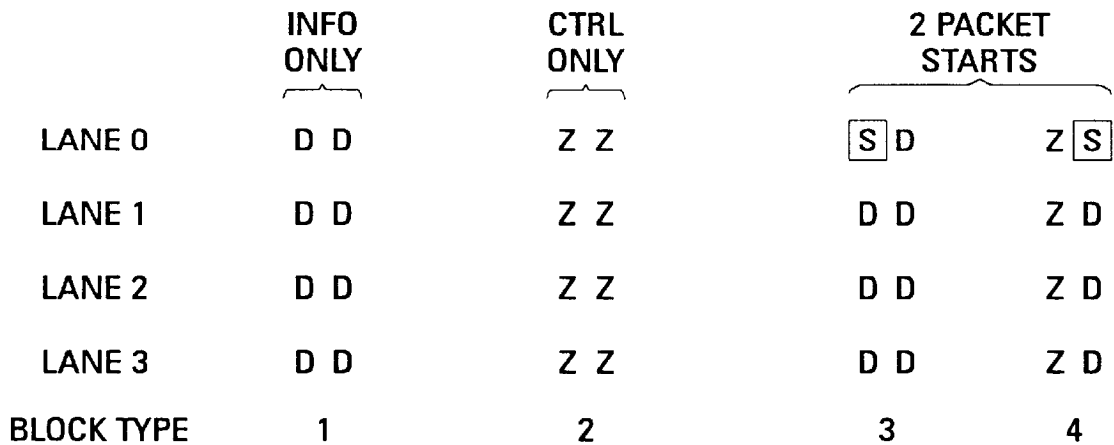 INFO ONLY CTRL ONLY 2 PACKET STARTS
LANE 0 D D Z Z S D Z S
LANE 1 D D Z Z D D Z D
LANE 2 D D Z Z D D Z D
LANE 3 D D Z Z D D Z D
BLOCK TYPE 1 2 3 4